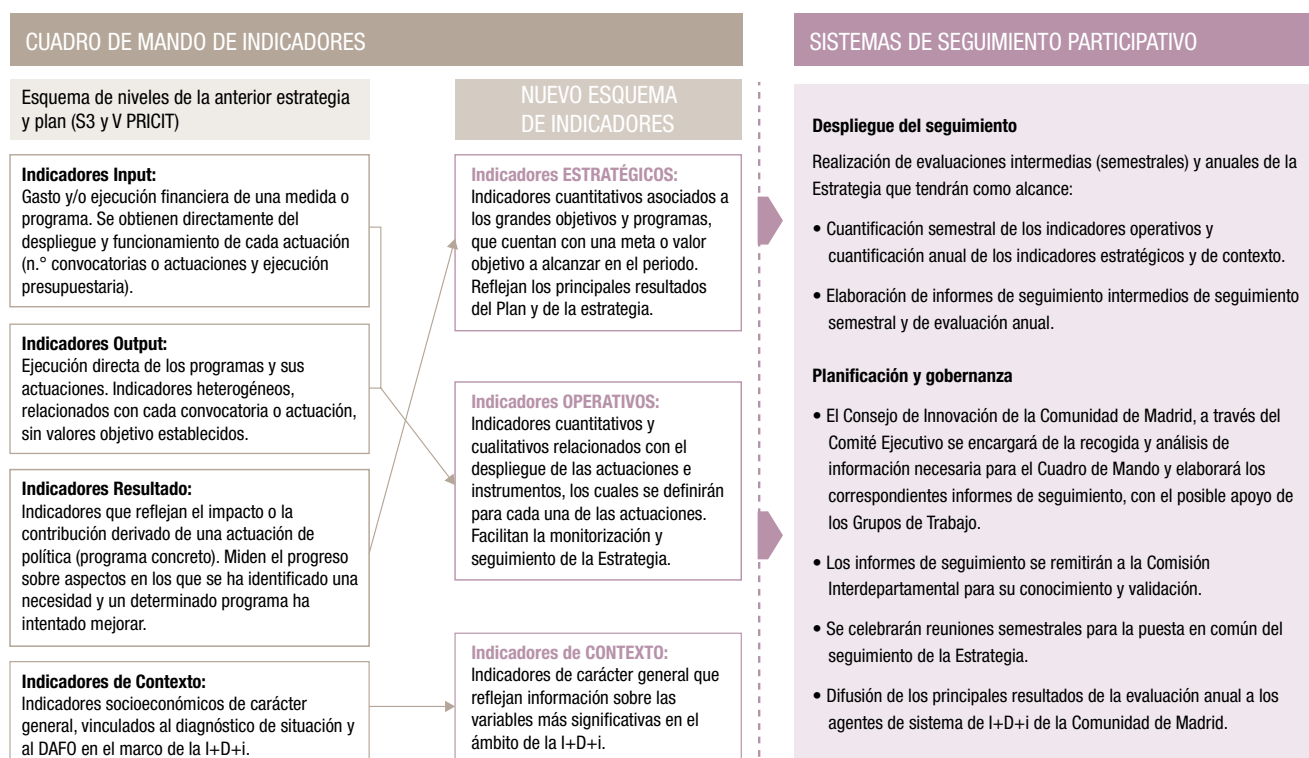 CUADRO DE MANDO DE INDICADORES
Esquema de niveles de la anterior estrategia
y plan (S3 y V PRICIT)
Indicadores Input:
Gasto y/o ejecución financiera de una medida o
programa. Se obtienen directamente del
despliegue y funcionamiento de cada actuación
(n.° convocatorias o actuaciones y ejecución
presupuestaria).
Indicadores Output:
Ejecución directa de los programas y sus
actuaciones. Indicadores heterogéneos,
relacionados con cada convocatoria o actuación,
sin valores objetivo establecidos.
Indicadores Resultado:
Indicadores que reflejan el impacto o la
contribución derivado de una actuación de
política (programa concreto). Miden el progreso
sobre aspectos en los que se ha identificado una
necesidad y un determinado programa ha
intentado mejorar.
Indicadores de Contexto:
Indicadores socioeconómicos de carácter
general, vinculados al diagnóstico de situación y
al DAFO en el marco de la I+D+i.
NUEVO ESQUEMA
DE INDICADORES
Indicadores ESTRATÉGICOS:
Indicadores cuantitativos asociados a
los grandes objetivos y programas,
que cuentan con una meta o valor
objetivo a alcanzar en el periodo.
Reflejan los principales resultados
del Plan y de la estrategia.
Indicadores OPERATIVOS:
Indicadores cuantitativos y
cualitativos relacionados con el
despliegue de las actuaciones e
instrumentos, los cuales se definirán
para cada una de las actuaciones.
Facilitan la monitorización y
seguimiento de la Estrategia.
Indicadores de CONTEXTO:
Indicadores de carácter general que
reflejan información sobre las
variables más significativas en el
ámbito de la I+D+i.
SISTEMAS DE SEGUIMIENTO PARTICIPATIVO
Despliegue del seguimiento
Realización de evaluaciones intermedias (semestrales) y anuales de la
Estrategia que tendrán como alcance:
• Cuantificación semestral de los indicadores operativos y
cuantificación anual de los indicadores estratégicos y de contexto.
• Elaboración de informes de seguimiento intermedios de seguimiento
semestral y de evaluación anual.
Planificación y gobernanza
• El Consejo de Innovación de la Comunidad de Madrid, a través del
Comité Ejecutivo se encargará de la recogida y análisis de
información necesaria para el Cuadro de Mando y elaborará los
correspondientes informes de seguimiento, con el posible apoyo de
los Grupos de Trabajo.
• Los informes de seguimiento se remitirán a la Comisión
Interdepartamental para su conocimiento y validación.
• Se celebrarán reuniones semestrales para la puesta en común del
seguimiento de la Estrategia.
• Difusión de los principales resultados de la evaluación anual a los
agentes de sistema de I+D+i de la Comunidad de Madrid.